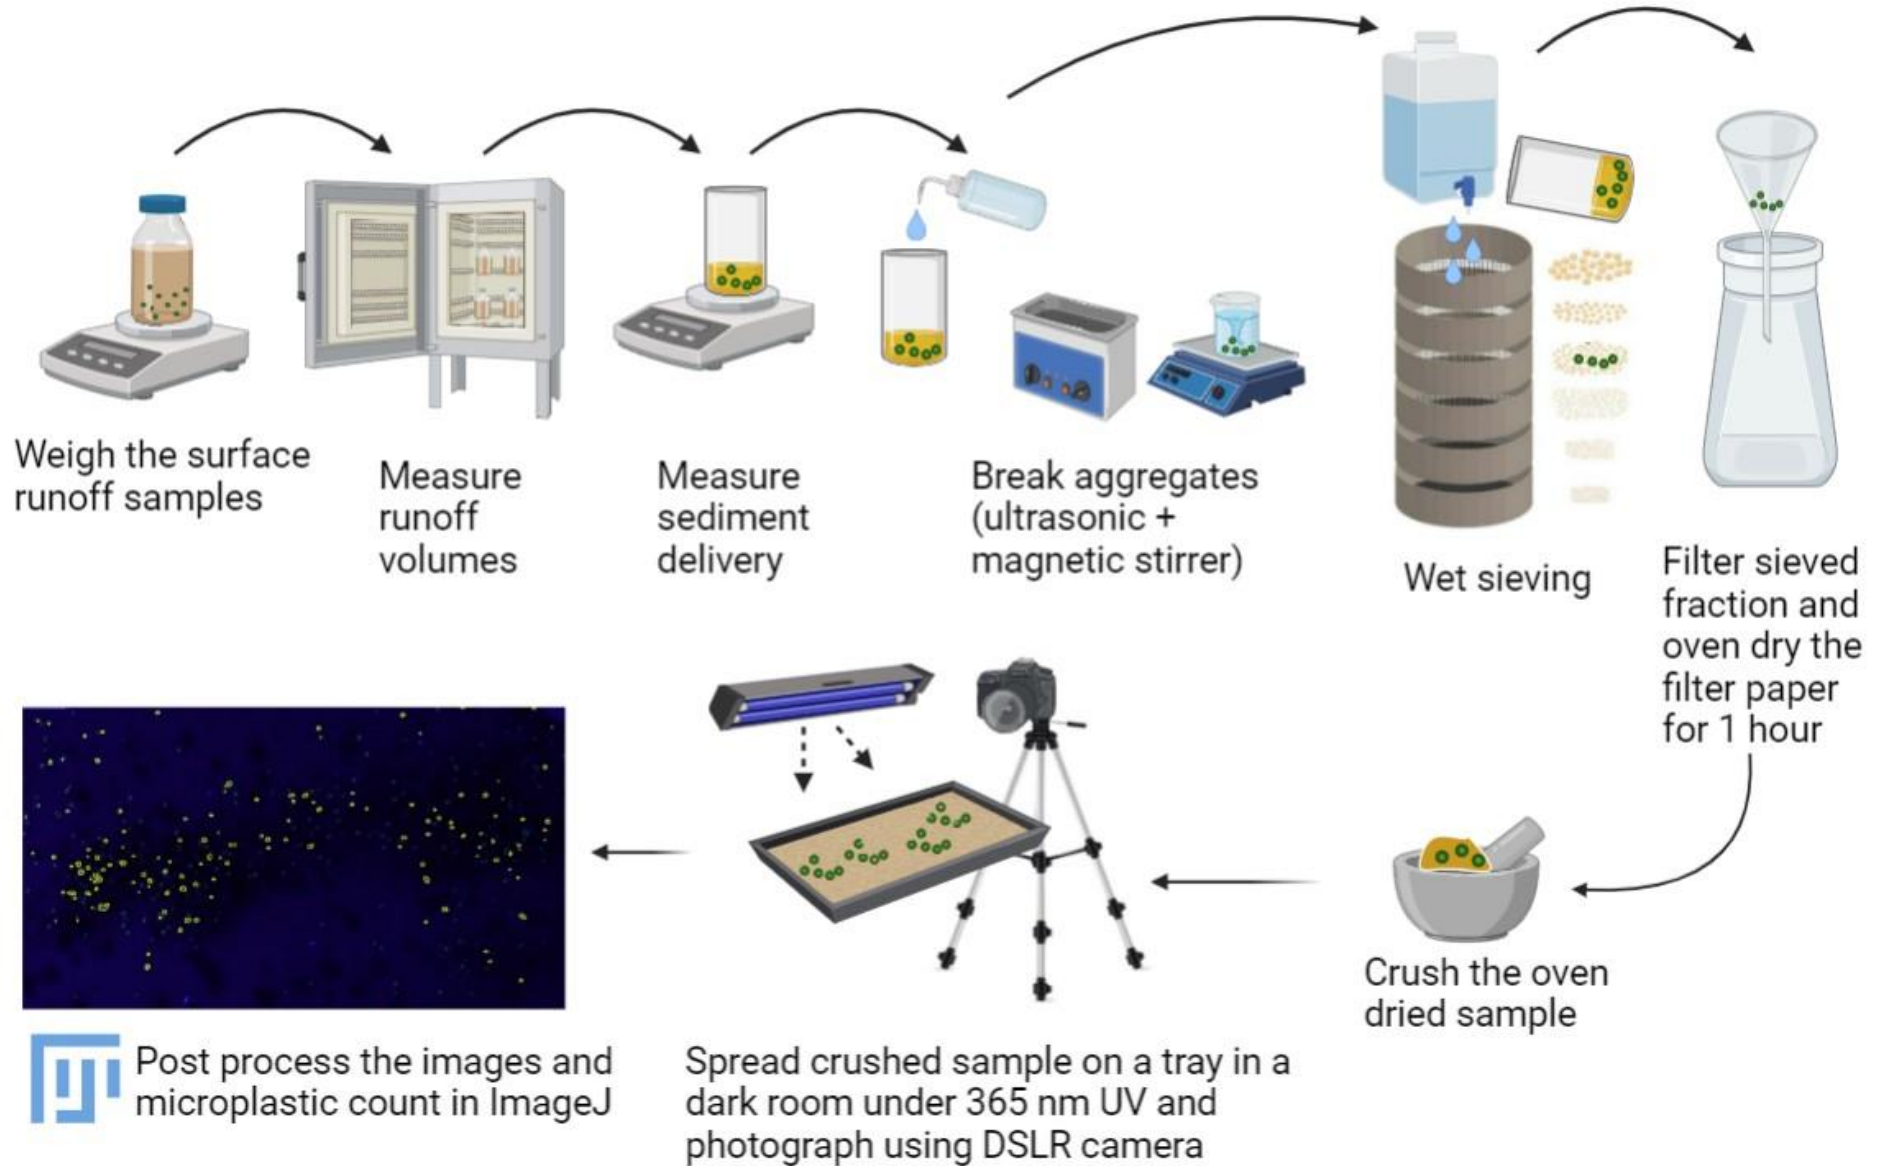 Weigh the surface
runoff samples
Measure
runoff
volumes
Measure
sediment
delivery
Break aggregates
(ultrasonic +
magnetic stirrer)
Wet sieving
Filter sieved
fraction and
oven dry the
filter paper
for 1 hour
Crush the oven
dried sample
Spread crushed sample on a tray in a
dark room under 365 nm UV and
photograph using DSLR camera
Post process the images and
microplastic count in ImageJ